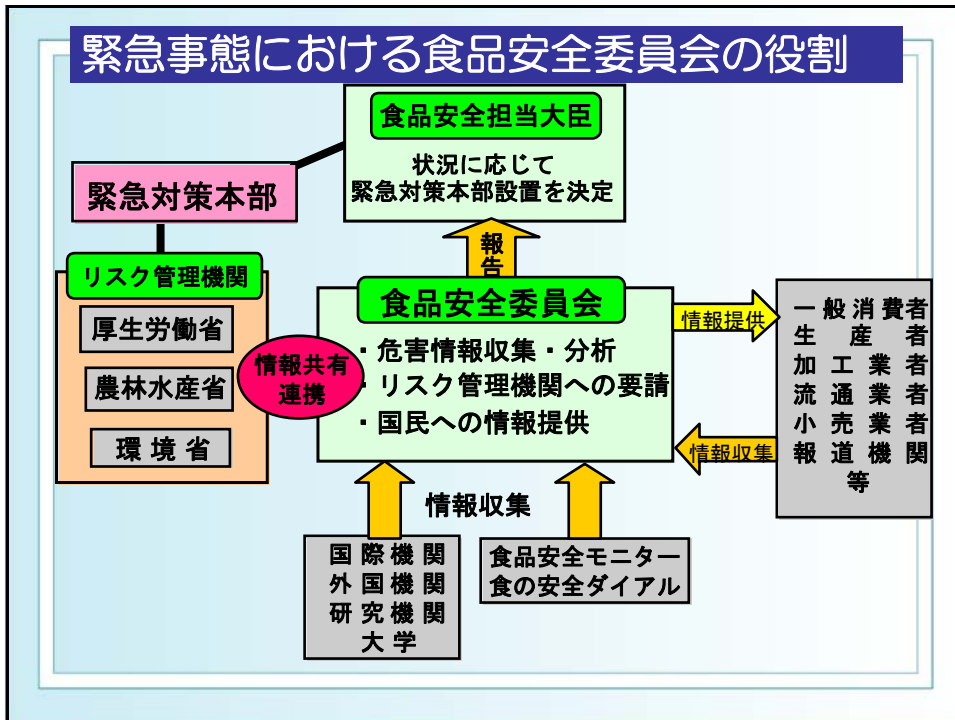 緊急事態における食品安全委員会の役割
食品安全担当大臣
状況に応じて
緊急対策本部設置を決定
緊急対策本部
報告
リスク管理機関
厚生労働省
農林水産省
環境省
情報共有
連携
食品安全委員会
・危害情報収集・分析
・リスク管理機関への要請
・国民への情報提供
情報提供
情報収集
一般消費者
生産者
加工業者
流通業者
小売業者
報道機関
等
情報収集
国際機関
外国機関
研究機関
大学
食品安全モニター
食の安全ダイアル